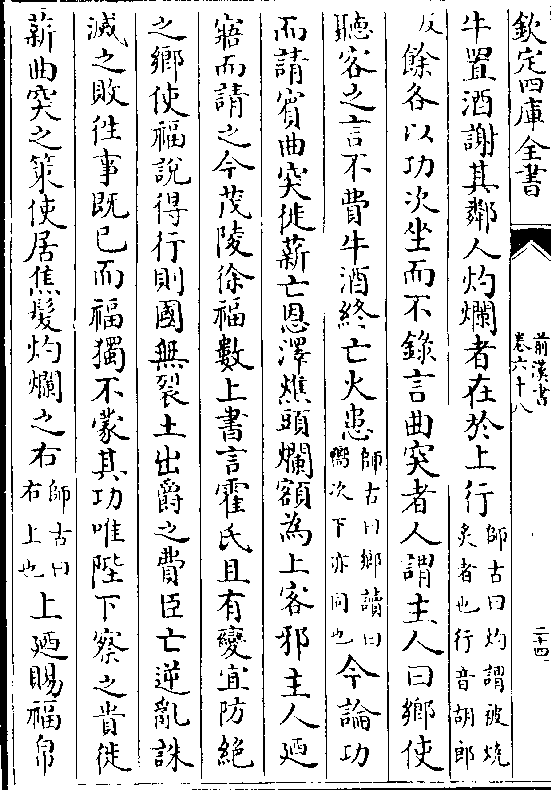 欽定四庫全書
前漢書
卷六十八
二十四
牛置酒謝其鄰人灼爛者在於上行師古曰灼謂被燒
炙者也行音胡郎
反餘各以功次坐而不錄言曲突者人謂主人曰鄉使
聽客之言不費牛酒終亡火患師古曰鄉讀曰
嚮次下亦同也今論功
而請賓曲突徙薪亡恩澤燋頭爛額為上客邪主人廼
寤而請之今茂陵徐福數上書言霍氏且有變宜防絶
之鄉使福說得行則國無裂土出爵之費臣亡逆亂誅
滅之敗往事既已而福獨不蒙其功唯陛下察之貴徙
薪曲突之策使居焦髮灼爛之右師古曰
右上也上廼賜福帛